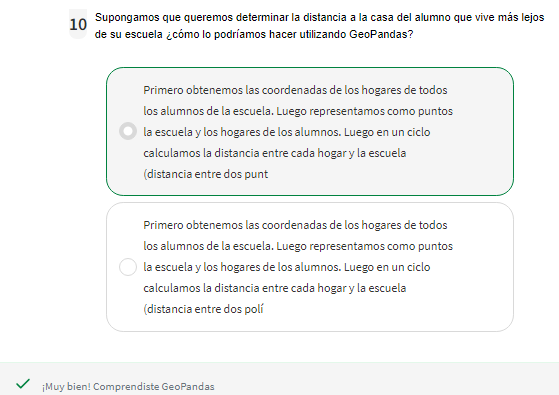 10 Supongamos que queremos determinar la distancia a la casa del alumno que vive más lejos
de su escuela ¿cómo lo podríamos hacer utilizando GeoPandas?
Primero obtenemos las coordenadas de los hogares de todos
los alumnos de la escuela. Luego representamos como puntos
la escuela y los hogares de los alumnos. Luego en un ciclo
calculamos la distancia entre cada hogar y la escuela
(distancia entre dos punt
Primero obtenemos las coordenadas de los hogares de todos
los alumnos de la escuela. Luego representamos como puntos
la escuela y los hogares de los alumnos. Luego en un ciclo
calculamos la distancia entre cada hogar y la escuela
(distancia entre dos polí
¡Muy bien! Comprendiste GeoPandas